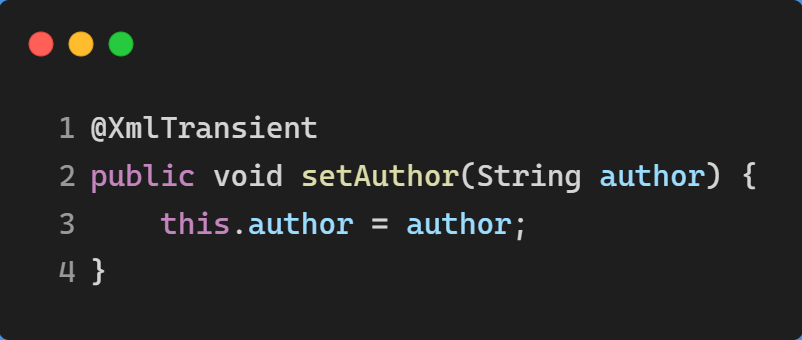 1 @XmlTransient
2 public void setAuthor(String author) {
3     this.author = author;
4 }